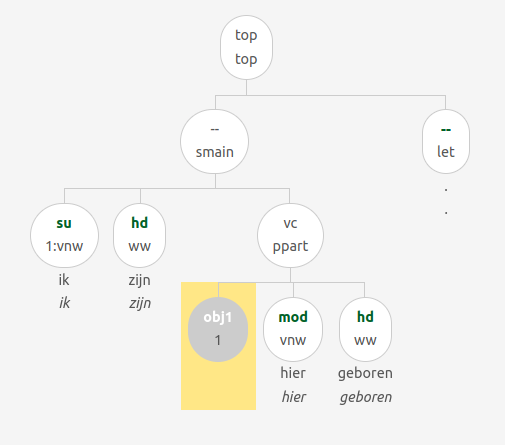 top
top
--
smain
--
let
.
.
su
1:vnw
ik
ik
hd
ww
zijn
zijn
vc
ppart
obj1
1
mod
vnw
hier
hier
hd
ww
geboren
geboren